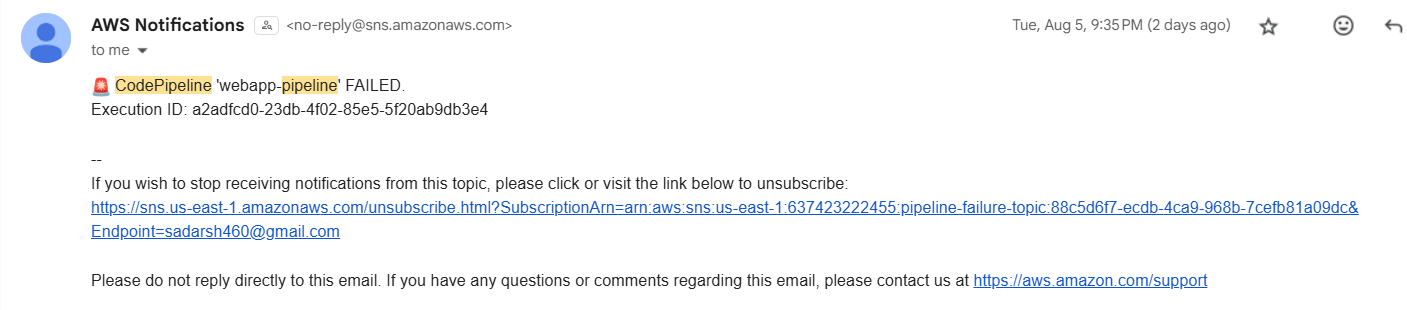 AWS Notifications <no-reply@sns.amazonaws.com> Tue, Aug 5, 9:35 PM (2 days ago)
to me
🚨 CodePipeline 'webapp-pipeline' FAILED.
Execution ID: a2adfcd0-23db-4f02-85e5-5f20ab9db3e4
--
If you wish to stop receiving notifications from this topic, please click or visit the link below to unsubscribe:
https://sns.us-east-1.amazonaws.com/unsubscribe.html?SubscriptionArn=arn:aws:sns:us-east-1:637423222455:pipeline-failure-topic:88c5d6f7-ecdb-4ca9-968b-7cefb81a09dc&
Endpoint=sadarsh460@gmail.com
Please do not reply directly to this email. If you have any questions or comments regarding this email, please contact us at https://aws.amazon.com/support